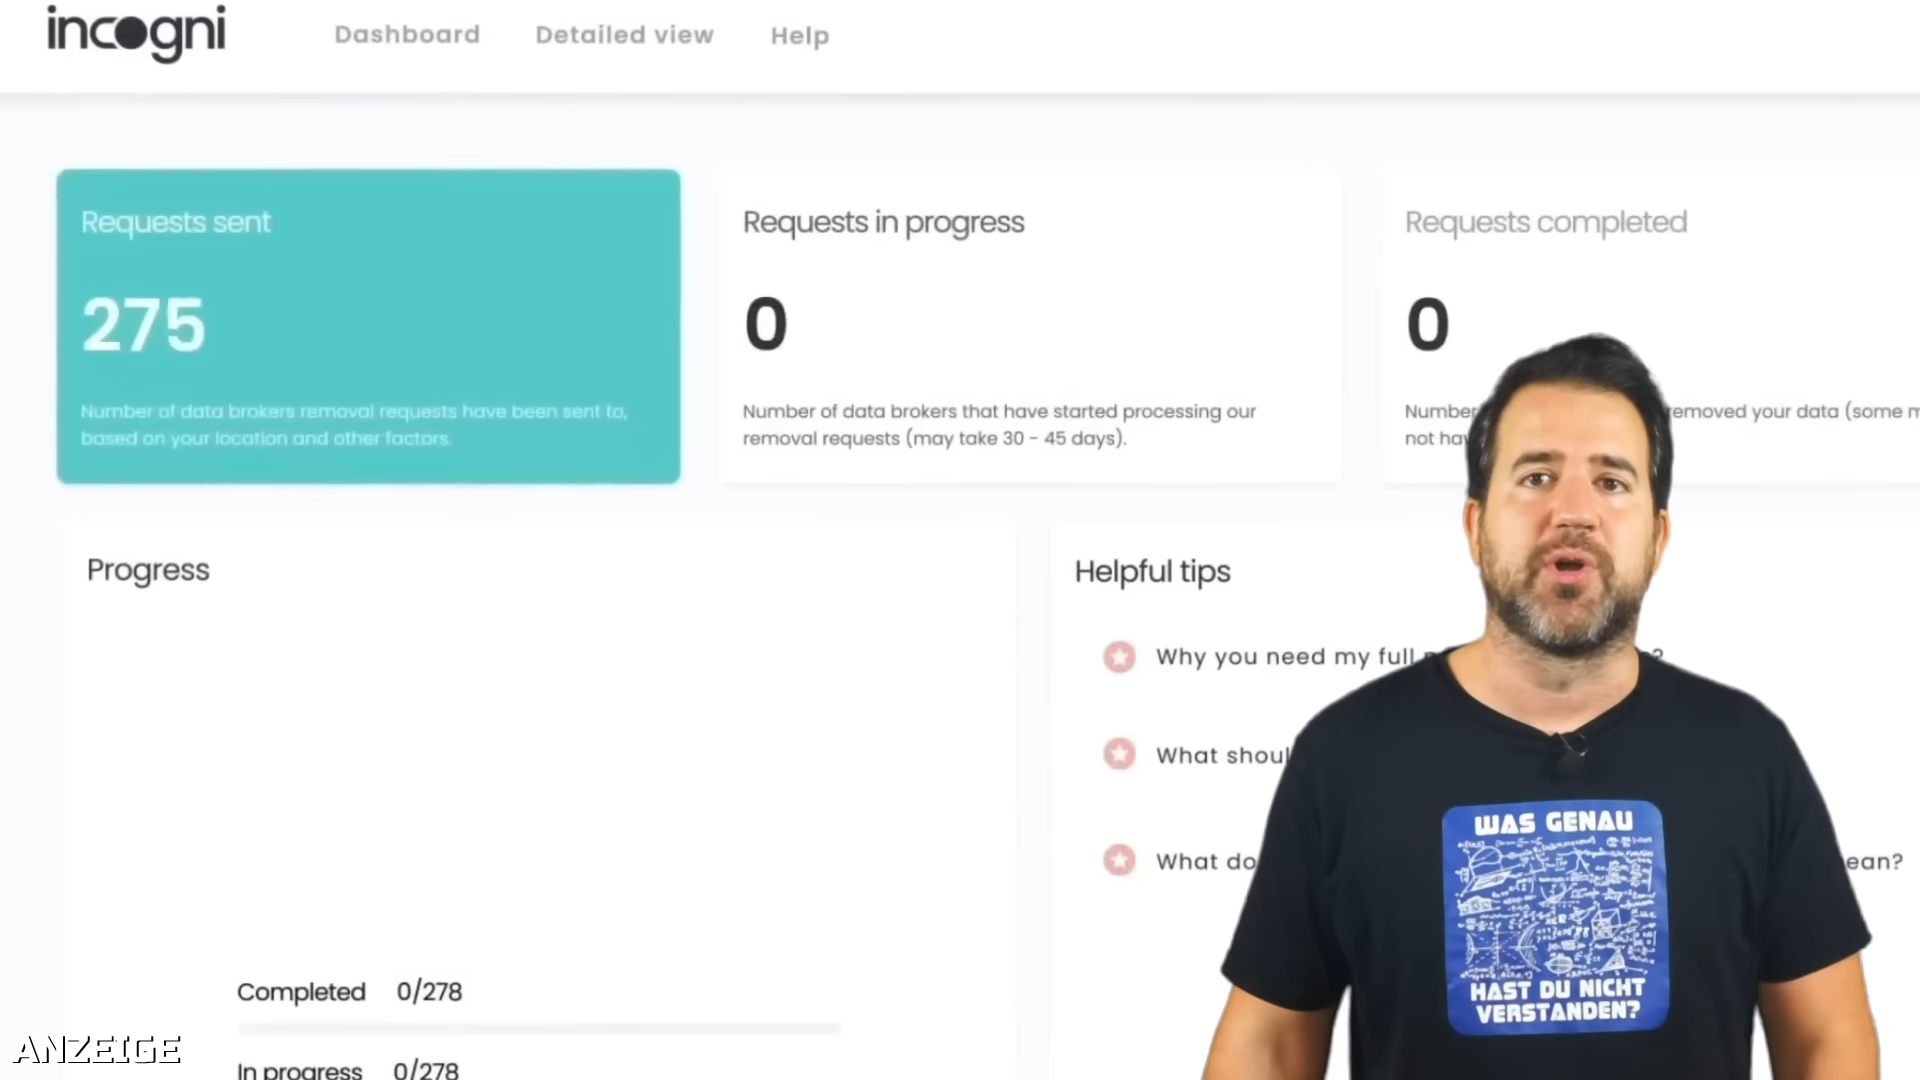 incogni
Dashboard
Detailed view
Help
Requests sent
275
Number of data brokers removal requests have been sent to,
based on your location and other factors.
Requests in progress
0
Number of data brokers that have started processing our
removal requests (may take 30 - 45 days).
Requests completed
0
Number removed your data (some
not
Progress
Completed 0/278
In progress 0/278
Helpful tips
Why you need my full
What
What do
WAS GENAU
HAST DU NICHT
VERSTANDEN?
ANZEIGE